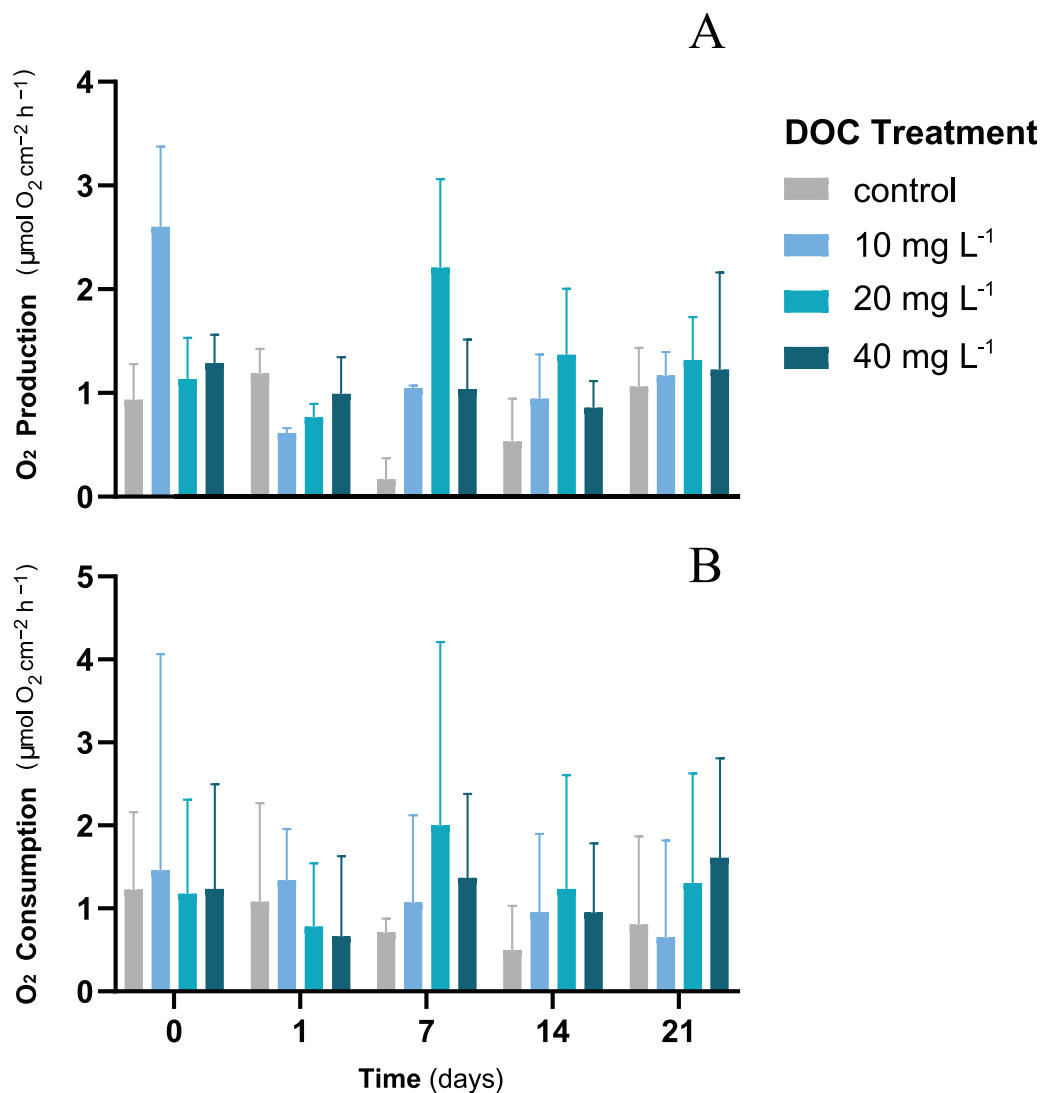 A
O₂ Production (µmol O₂ cm⁻² h⁻¹)
4
3
2
1
0
DOC Treatment
control
10 mg L⁻¹
20 mg L⁻¹
40 mg L⁻¹
B
O₂ Consumption (µmol O₂ cm⁻² h⁻¹)
5
4
3
2
1
0
0 1 7 14 21
Time (days)